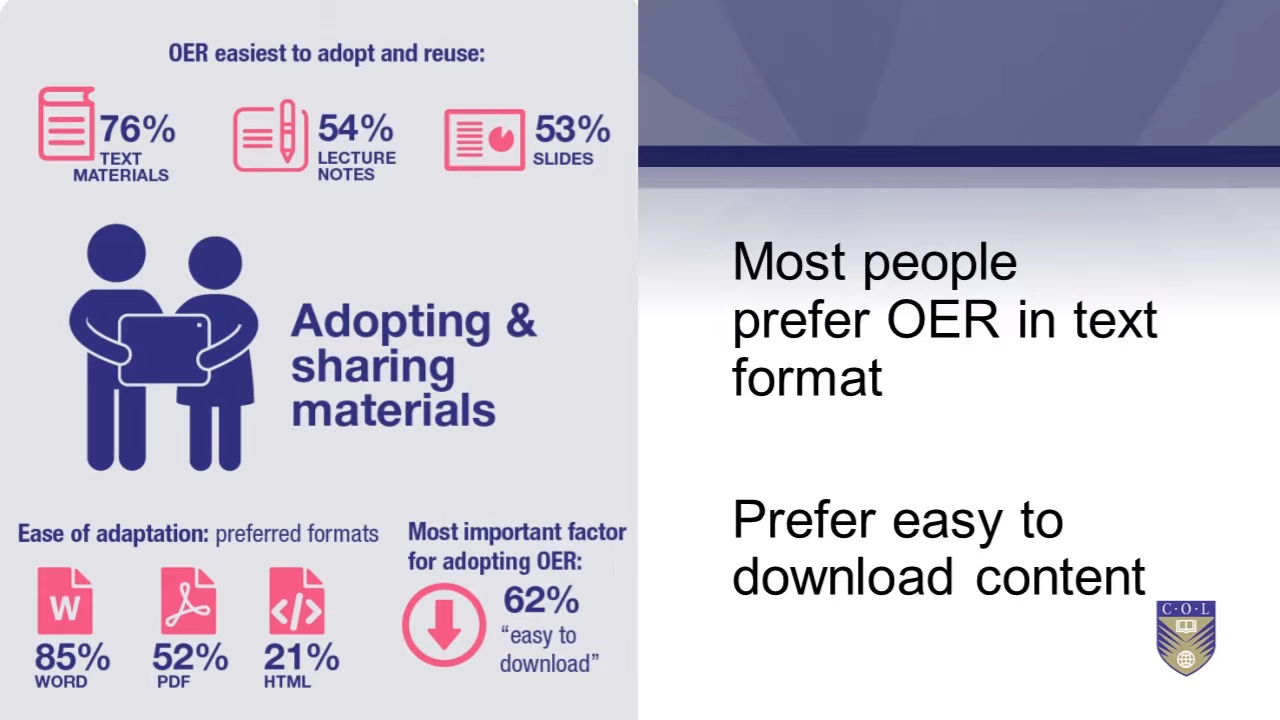 OER easiest to adopt and reuse:
76%
TEXT
MATERIALS
54%
LECTURE
NOTES
53%
SLIDES
Adopting &
sharing
materials
Ease of adaptation: preferred formats
W
85%
WORD
52%
PDF
</>
21%
HTML
Most important factor
for adopting OER:
62%
“easy to
download”
Most people
prefer OER in text
format
Prefer easy to
download content
C·O·L